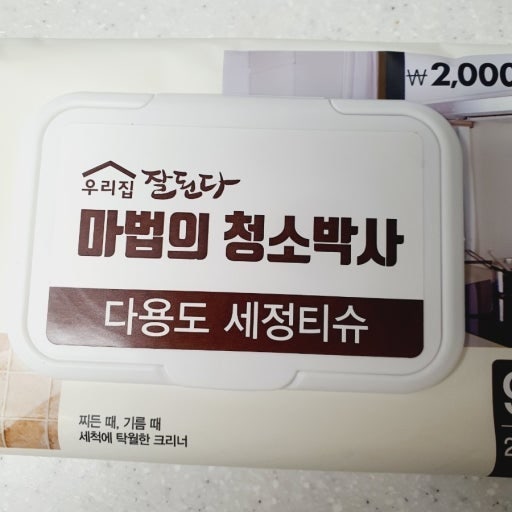 ₩2,000
우리집 잘된다
마법의 청소박사
다용도 세정티슈
찌든 때, 기름 때
세척에 탁월한 크리너